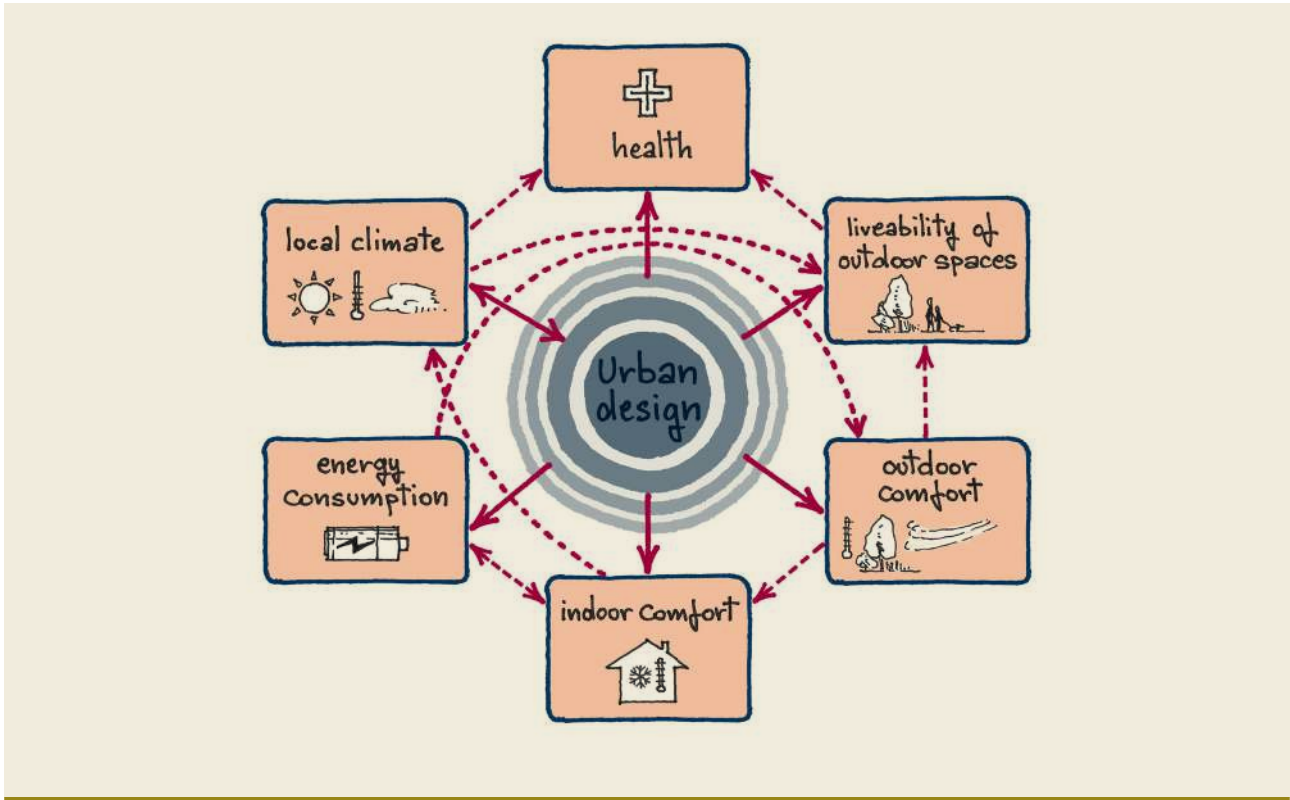 health
local climate
liveability of
outdoor spaces
Urban
design
energy
consumption
outdoor
comfort
indoor comfort